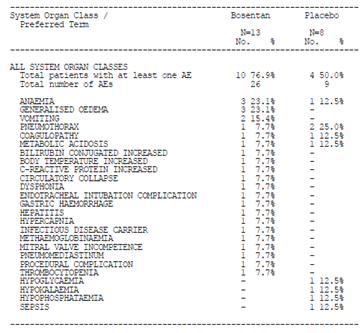 System Organ Class / Bosentan Placebo
Preferred Term
N=13 N=8
No. % No. %
ALL SYSTEM ORGAN CLASSES
Total patients with at least one AE 10 76.9% 4 50.0%
Total number of AEs 26 9
ANAEMIA 3 23.1% 1 12.5%
GENERALISED OEDEMA 3 23.1% -
VOMITING 2 15.4% -
PNEUMOTHORAX 1 7.7% 2 25.0%
COAGULOPATHY 1 7.7% 1 12.5%
METABOLIC ACIDOSIS 1 7.7% 1 12.5%
BILIRUBIN CONJUGATED INCREASED 1 7.7% -
BODY TEMPERATURE INCREASED 1 7.7% -
C-REACTIVE PROTEIN INCREASED 1 7.7% -
CIRCULATORY COLLAPSE 1 7.7% -
DYSPHONIA 1 7.7% -
ENDOTRACHEAL INTUBATION COMPLICATION 1 7.7% -
GASTRIC HAEMORRHAGE 1 7.7% -
HEPATITIS 1 7.7% -
HYPERCAPNIA 1 7.7% -
INFECTIOUS DISEASE CARRIER 1 7.7% -
METHAEMOGLOBINAEMIA 1 7.7% -
MITRAL VALVE INCOMPETENCE 1 7.7% -
PNEUMOMEDIASTINUM 1 7.7% -
PROCEDURAL COMPLICATION 1 7.7% -
THROMBOCYTOPENIA 1 7.7% -
HYPOGLYCAEMIA - 1 12.5%
HYPOKALAEMIA - 1 12.5%
HYPOPHOSPHATAEMIA - 1 12.5%
SEPSIS - 1 12.5%